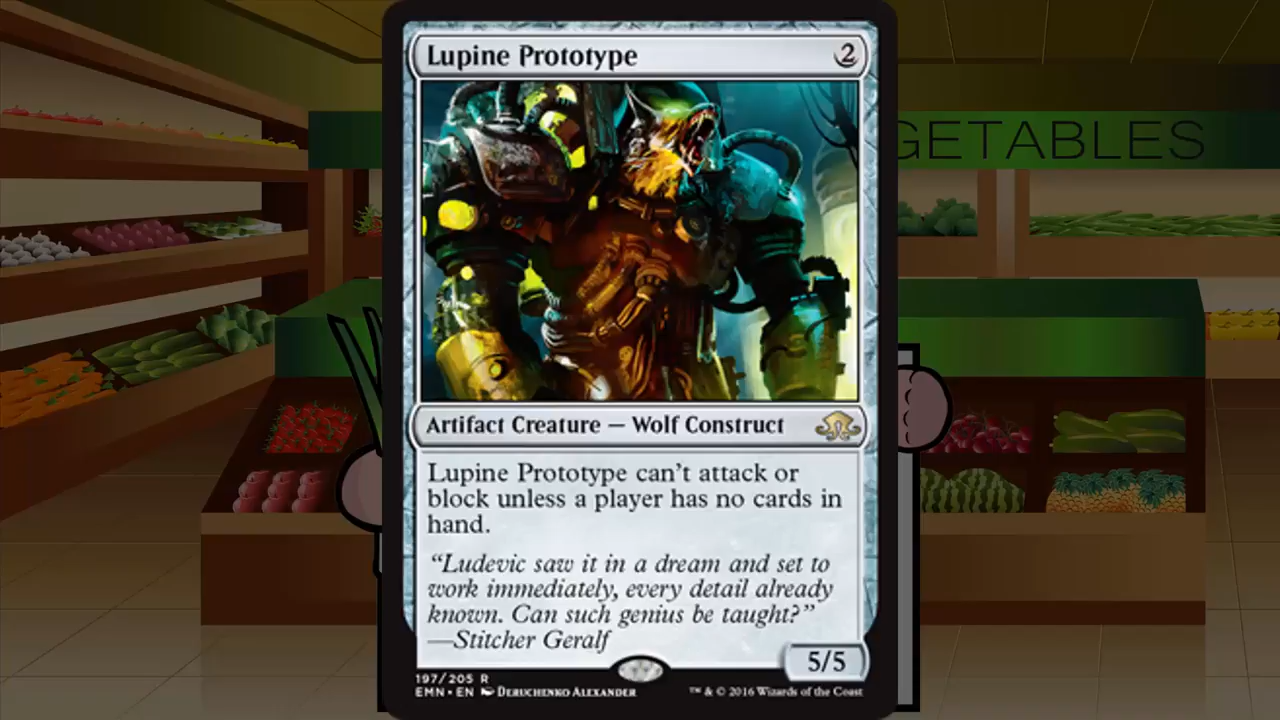 Lupine Prototype 2
GETABLES
Artifact Creature — Wolf Construct
Lupine Prototype can't attack or
block unless a player has no cards in
hand.
“Ludevic saw it in a dream and set to
work immediately, every detail already
known. Can such genius be taught?”
—Stitcher Geralf
5/5
197/205 R
EMN • EN Deruchenko Alexander
™ & © 2016 Wizards of the Coast